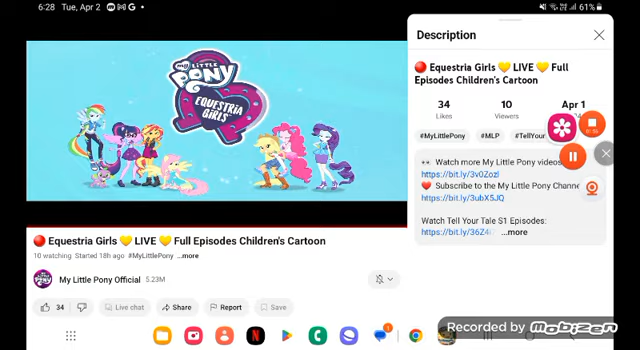 6:28 Tue, Apr 2
61%
my LITTLE
PONY
EQUESTRIA
GIRLS
Equestria Girls 💛 LIVE 💛 Full Episodes Children's Cartoon
10 watching Started 18h ago #MyLittlePony ...more
My Little Pony Official 5.23M
34
Live chat
Share
Report
Save
Description
Equestria Girls 💛 LIVE 💛 Full
Episodes Children's Cartoon
34 10 Apr 1
Likes Viewers
#MyLittlePony #MLP #TellYour
👀 Watch more My Little Pony videos
https://bit.ly/3v0Zozl
Subscribe to the My Little Pony Channe
https://bit.ly/3ubX5JQ
Watch Tell Your Tale S1 Episodes:
https://bit.ly/36Z4 ...more
Recorded by Mobizen